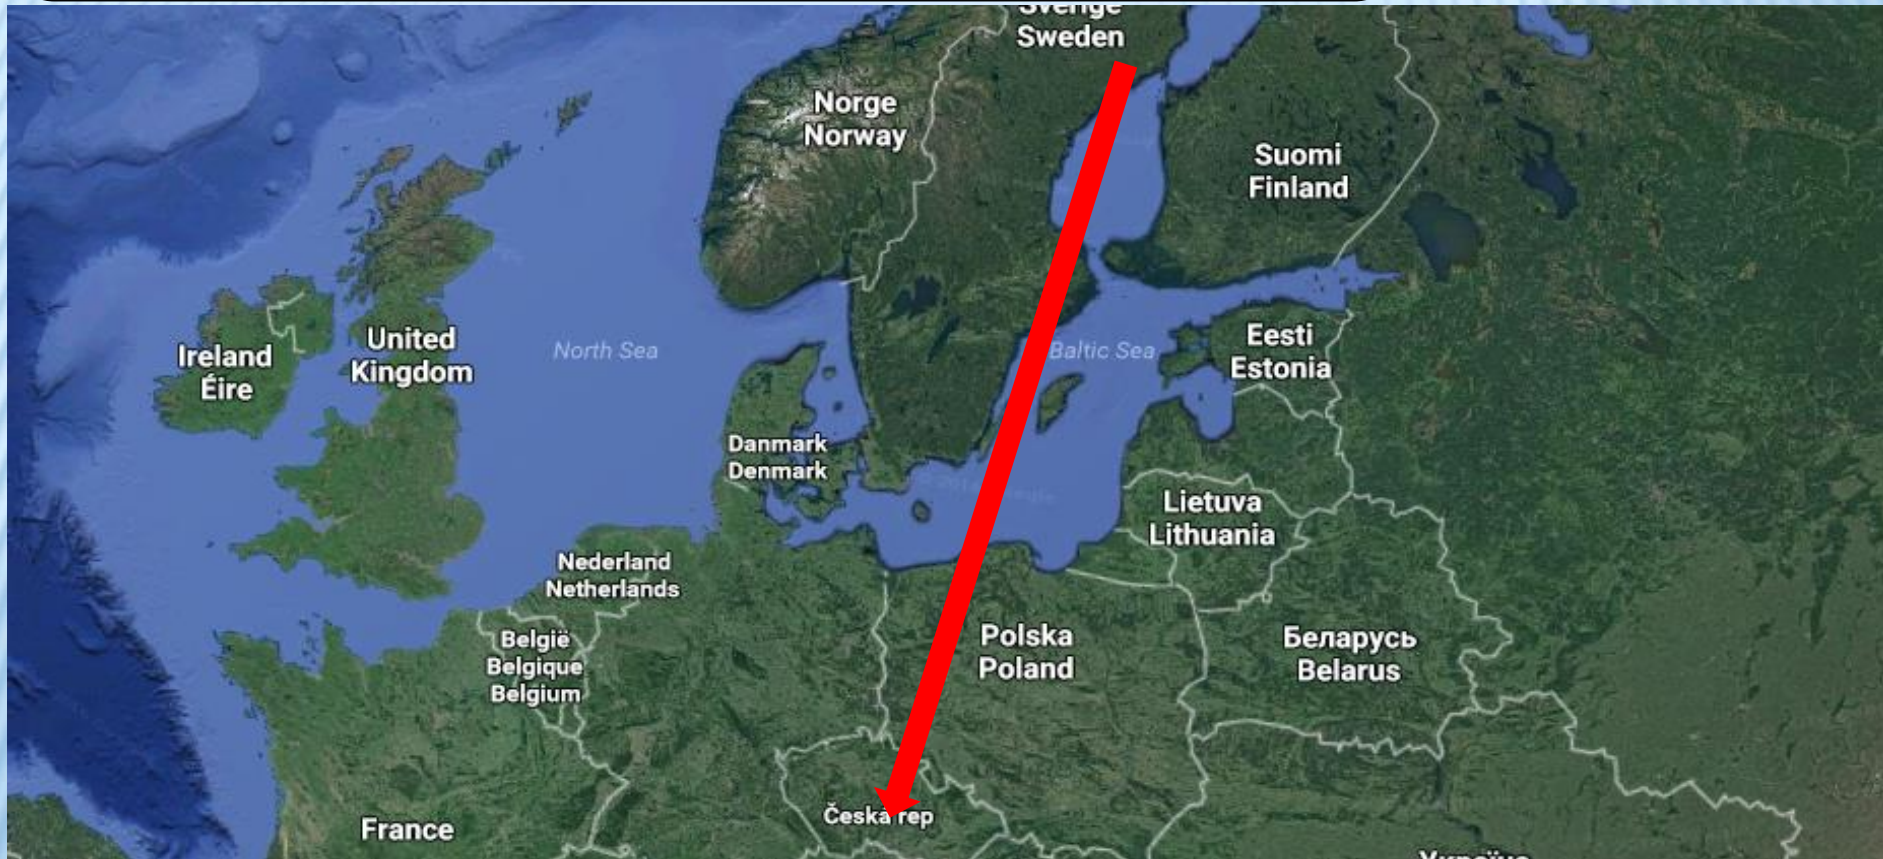 Sverige
Sweden
Norge
Norway
Suomi
Finland
United
Kingdom
Ireland
Éire
North Sea
Baltic Sea
Eesti
Estonia
Danmark
Denmark
Lietuva
Lithuania
Nederland
Netherlands
België
Belgique
Belgium
Polska
Poland
Беларусь
Belarus
Česká rep
France